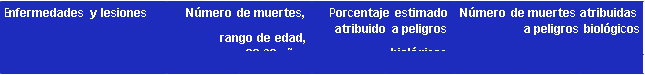 Enfermedades y lesiones
Número de muertes,
rango de edad,
Porcentaje estimado
atribuido a peligros
Número de muertes atribuidas
a peligros biológicos